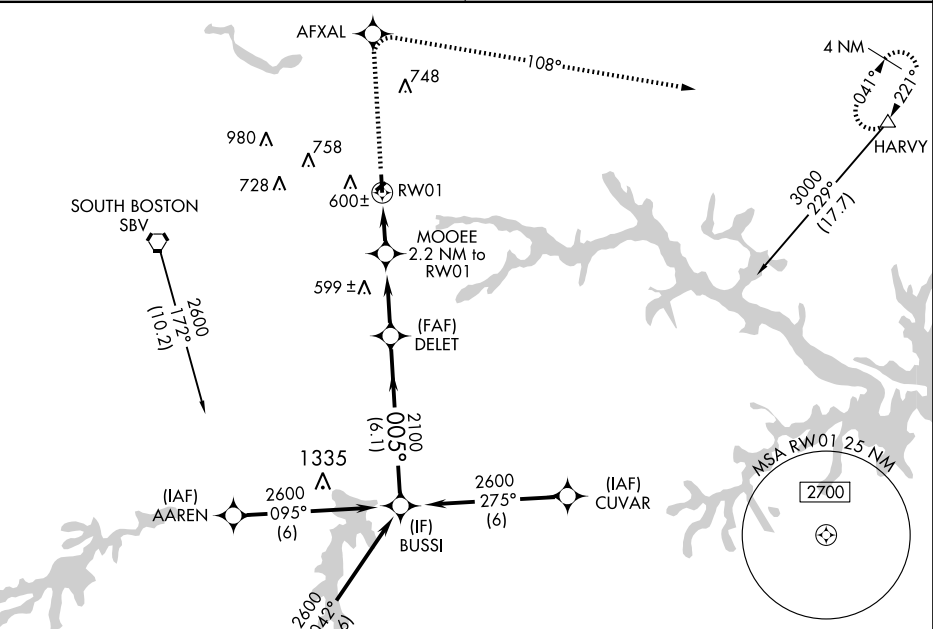 AFXAL
108°
748
4 NM
041°
221°
HARVY
980
758
728
600±
RW01
3000
229°
(17.7)
SOUTH BOSTON
SBV
MOOEE
2.2 NM to
RW01
599 ±
2600
172°
(10.2)
(FAF)
DELET
2100
005°
(6.1)
MSA RW01 25 NM
2700
1335
(IAF)
AAREN
2600
095°
(6)
2600
275°
(6)
(IAF)
CUVAR
(IF)
BUSSI
2600
042°